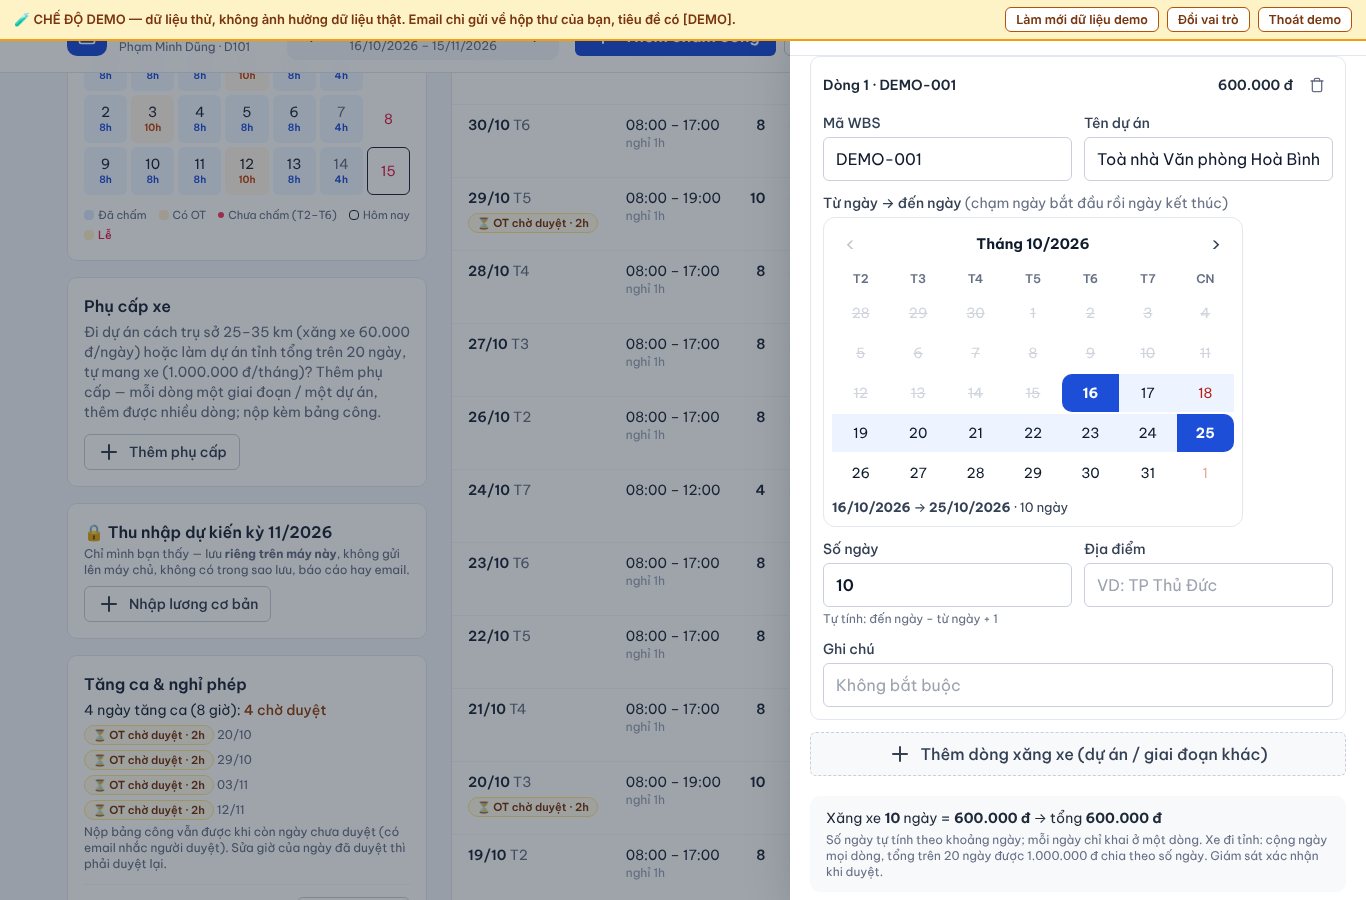 🧪 CHẾ ĐỘ DEMO — dữ liệu thử, không ảnh hưởng dữ liệu thật. Email chỉ gửi về hộp thư của bạn, tiêu đề có [DEMO].
Làm mới dữ liệu demo
Đổi vai trò
Thoát demo
Phạm Minh Dũng · D101
16/10/2026 – 15/11/2026
8h 8h 8h 10h 8h 4h
2 3 4 5 6 7 8
8h 10h 8h 8h 8h 4h
9 10 11 12 13 14 15
8h 8h 8h 10h 8h 4h
Đã chấm Có OT Chưa chấm (T2–T6) Hôm nay
Lễ
Phụ cấp xe
Đi dự án cách trụ sở 25–35 km (xăng xe 60.000
đ/ngày) hoặc làm dự án tỉnh tổng trên 20 ngày,
tự mang xe (1.000.000 đ/tháng)? Thêm phụ
cấp — mỗi dòng một giai đoạn / một dự án,
thêm được nhiều dòng; nộp kèm bảng công.
Thêm phụ cấp
🔒 Thu nhập dự kiến kỳ 11/2026
Chỉ mình bạn thấy — lưu riêng trên máy này, không gửi
lên máy chủ, không có trong sao lưu, báo cáo hay email.
Nhập lương cơ bản
Tăng ca & nghỉ phép
4 ngày tăng ca (8 giờ): 4 chờ duyệt
⏳ OT chờ duyệt · 2h 20/10
⏳ OT chờ duyệt · 2h 29/10
⏳ OT chờ duyệt · 2h 03/11
⏳ OT chờ duyệt · 2h 12/11
Nộp bảng công vẫn được khi còn ngày chưa duyệt (có
email nhắc người duyệt). Sửa giờ của ngày đã duyệt thì
phải duyệt lại.
30/10 T6 08:00 – 17:00 8
nghỉ 1h
29/10 T5 08:00 – 19:00 10
⏳ OT chờ duyệt · 2h nghỉ 1h
28/10 T4 08:00 – 17:00 8
nghỉ 1h
27/10 T3 08:00 – 17:00 8
nghỉ 1h
26/10 T2 08:00 – 17:00 8
nghỉ 1h
24/10 T7 08:00 – 12:00 4
23/10 T6 08:00 – 17:00 8
nghỉ 1h
22/10 T5 08:00 – 17:00 8
nghỉ 1h
21/10 T4 08:00 – 17:00 8
nghỉ 1h
20/10 T3 08:00 – 19:00 10
⏳ OT chờ duyệt · 2h nghỉ 1h
19/10 T2 08:00 – 17:00 8
nghỉ 1h
Dòng 1 · DEMO-001 600.000 đ
Mã WBS
DEMO-001
Tên dự án
Toà nhà Văn phòng Hoà Bình
Từ ngày → đến ngày (chạm ngày bắt đầu rồi ngày kết thúc)
‹ Tháng 10/2026 ›
T2 T3 T4 T5 T6 T7 CN
28 29 30 1 2 3 4
5 6 7 8 9 10 11
12 13 14 15 16 17 18
19 20 21 22 23 24 25
26 27 28 29 30 31 1
16/10/2026 → 25/10/2026 · 10 ngày
Số ngày
10
Tự tính: đến ngày − từ ngày + 1
Địa điểm
VD: TP Thủ Đức
Ghi chú
Không bắt buộc
Thêm dòng xăng xe (dự án / giai đoạn khác)
Xăng xe 10 ngày = 600.000 đ → tổng 600.000 đ
Số ngày tự tính theo khoảng ngày; mỗi ngày chỉ khai ở một dòng. Xe đi tỉnh: cộng ngày
mọi dòng, tổng trên 20 ngày được 1.000.000 đ chia theo số ngày. Giám sát xác nhận
khi duyệt.